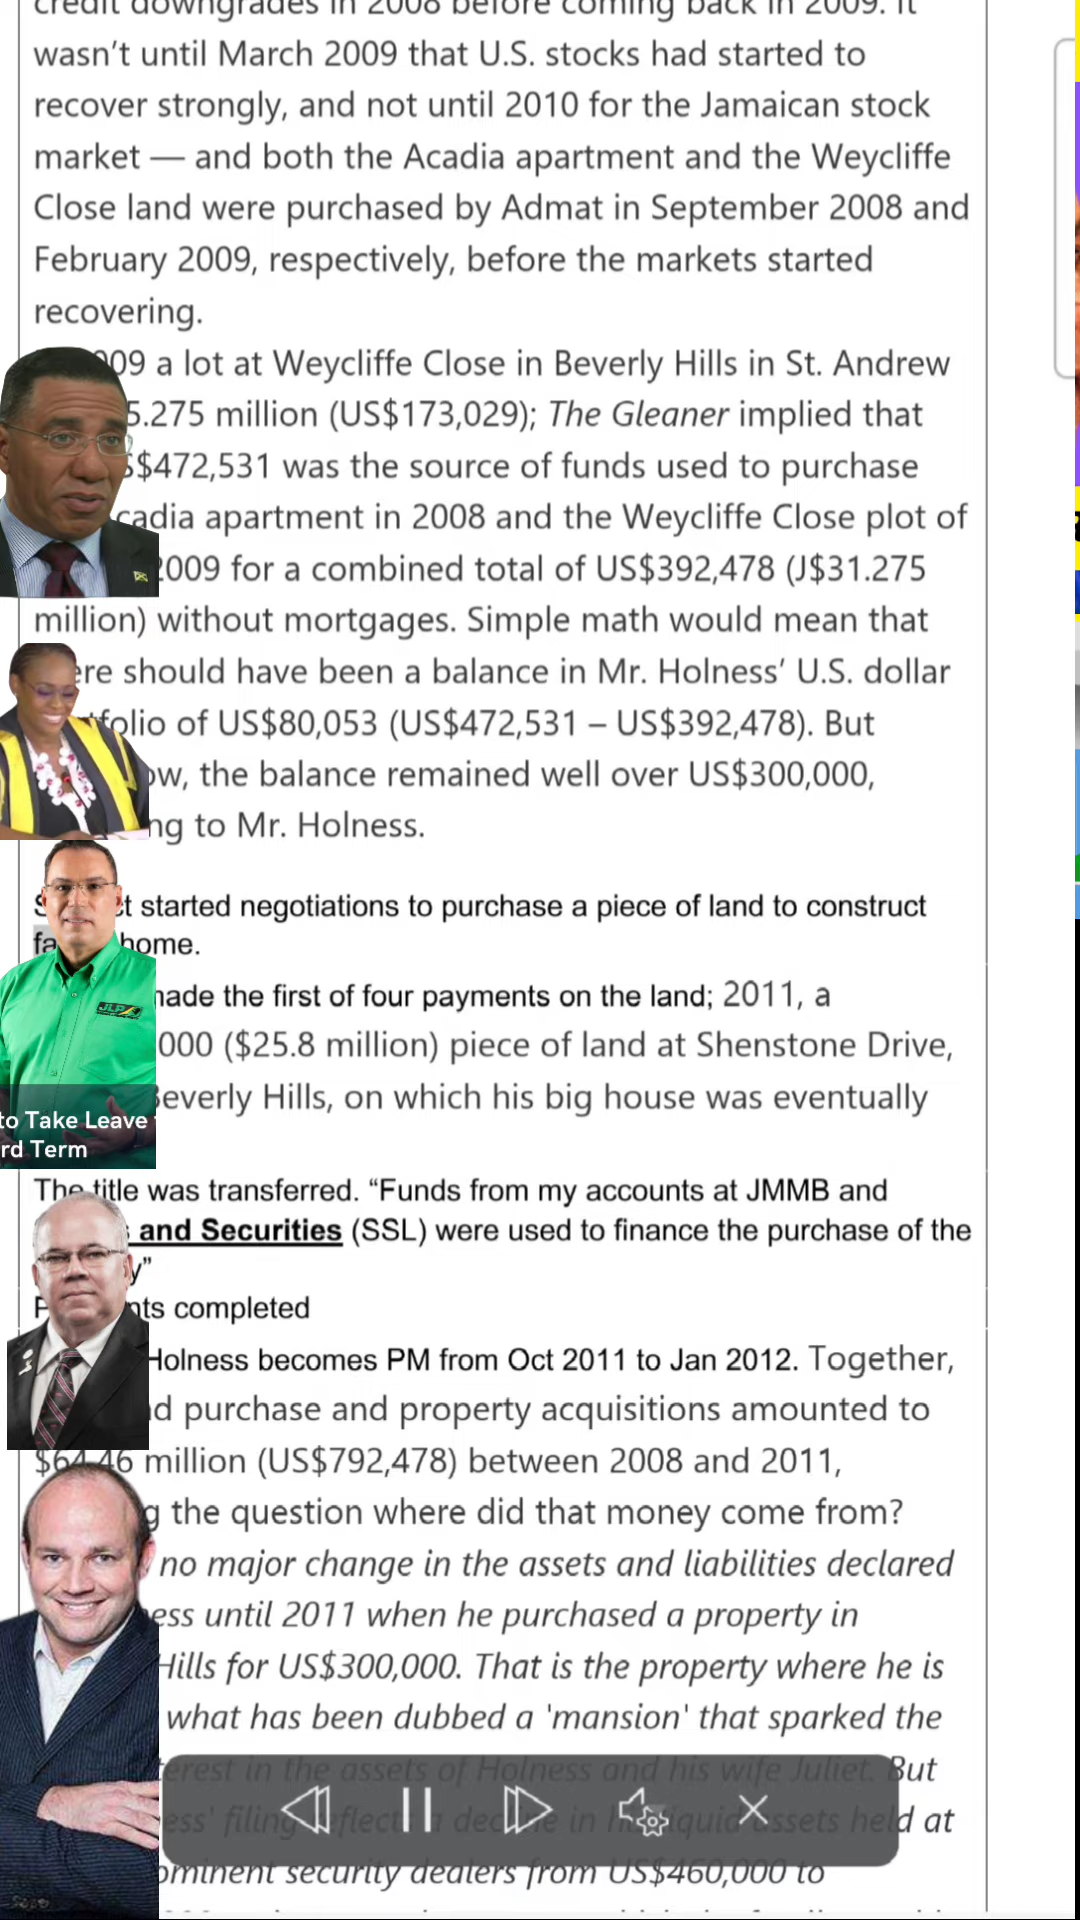 credit downgrades in 2008 before coming back in 2009. It
wasn’t until March 2009 that U.S. stocks had started to
recover strongly, and not until 2010 for the Jamaican stock
market — and both the Acadia apartment and the Weycliffe
Close land were purchased by Admat in September 2008 and
February 2009, respectively, before the markets started
recovering.
09 a lot at Weycliffe Close in Beverly Hills in St. Andrew
5.275 million (US$173,029); The Gleaner implied that
$472,531 was the source of funds used to purchase
cadia apartment in 2008 and the Weycliffe Close plot of
2009 for a combined total of US$392,478 (J$31.275
million) without mortgages. Simple math would mean that
ere should have been a balance in Mr. Holness’ U.S. dollar
folio of US$80,053 (US$472,531 – US$392,478). But
ow, the balance remained well over US$300,000,
ng to Mr. Holness.
t started negotiations to purchase a piece of land to construct
fa home.
ade the first of four payments on the land; 2011, a
000 ($25.8 million) piece of land at Shenstone Drive,
Beverly Hills, on which his big house was eventually
JLP
to Take Leave
rd Term
The title was transferred. “Funds from my accounts at JMMB and
and Securities (SSL) were used to finance the purchase of the
y”
P nts completed
Holness becomes PM from Oct 2011 to Jan 2012. Together,
d purchase and property acquisitions amounted to
$64.46 million (US$792,478) between 2008 and 2011,
g the question where did that money come from?
no major change in the assets and liabilities declared
ess until 2011 when he purchased a property in
Hills for US$300,000. That is the property where he is
what has been dubbed a 'mansion' that sparked the
terest in the assets of Holness and his wife Juliet. But
ess' filing reflect a decline in liquid assets held at
ominent security dealers from US$460,000 to